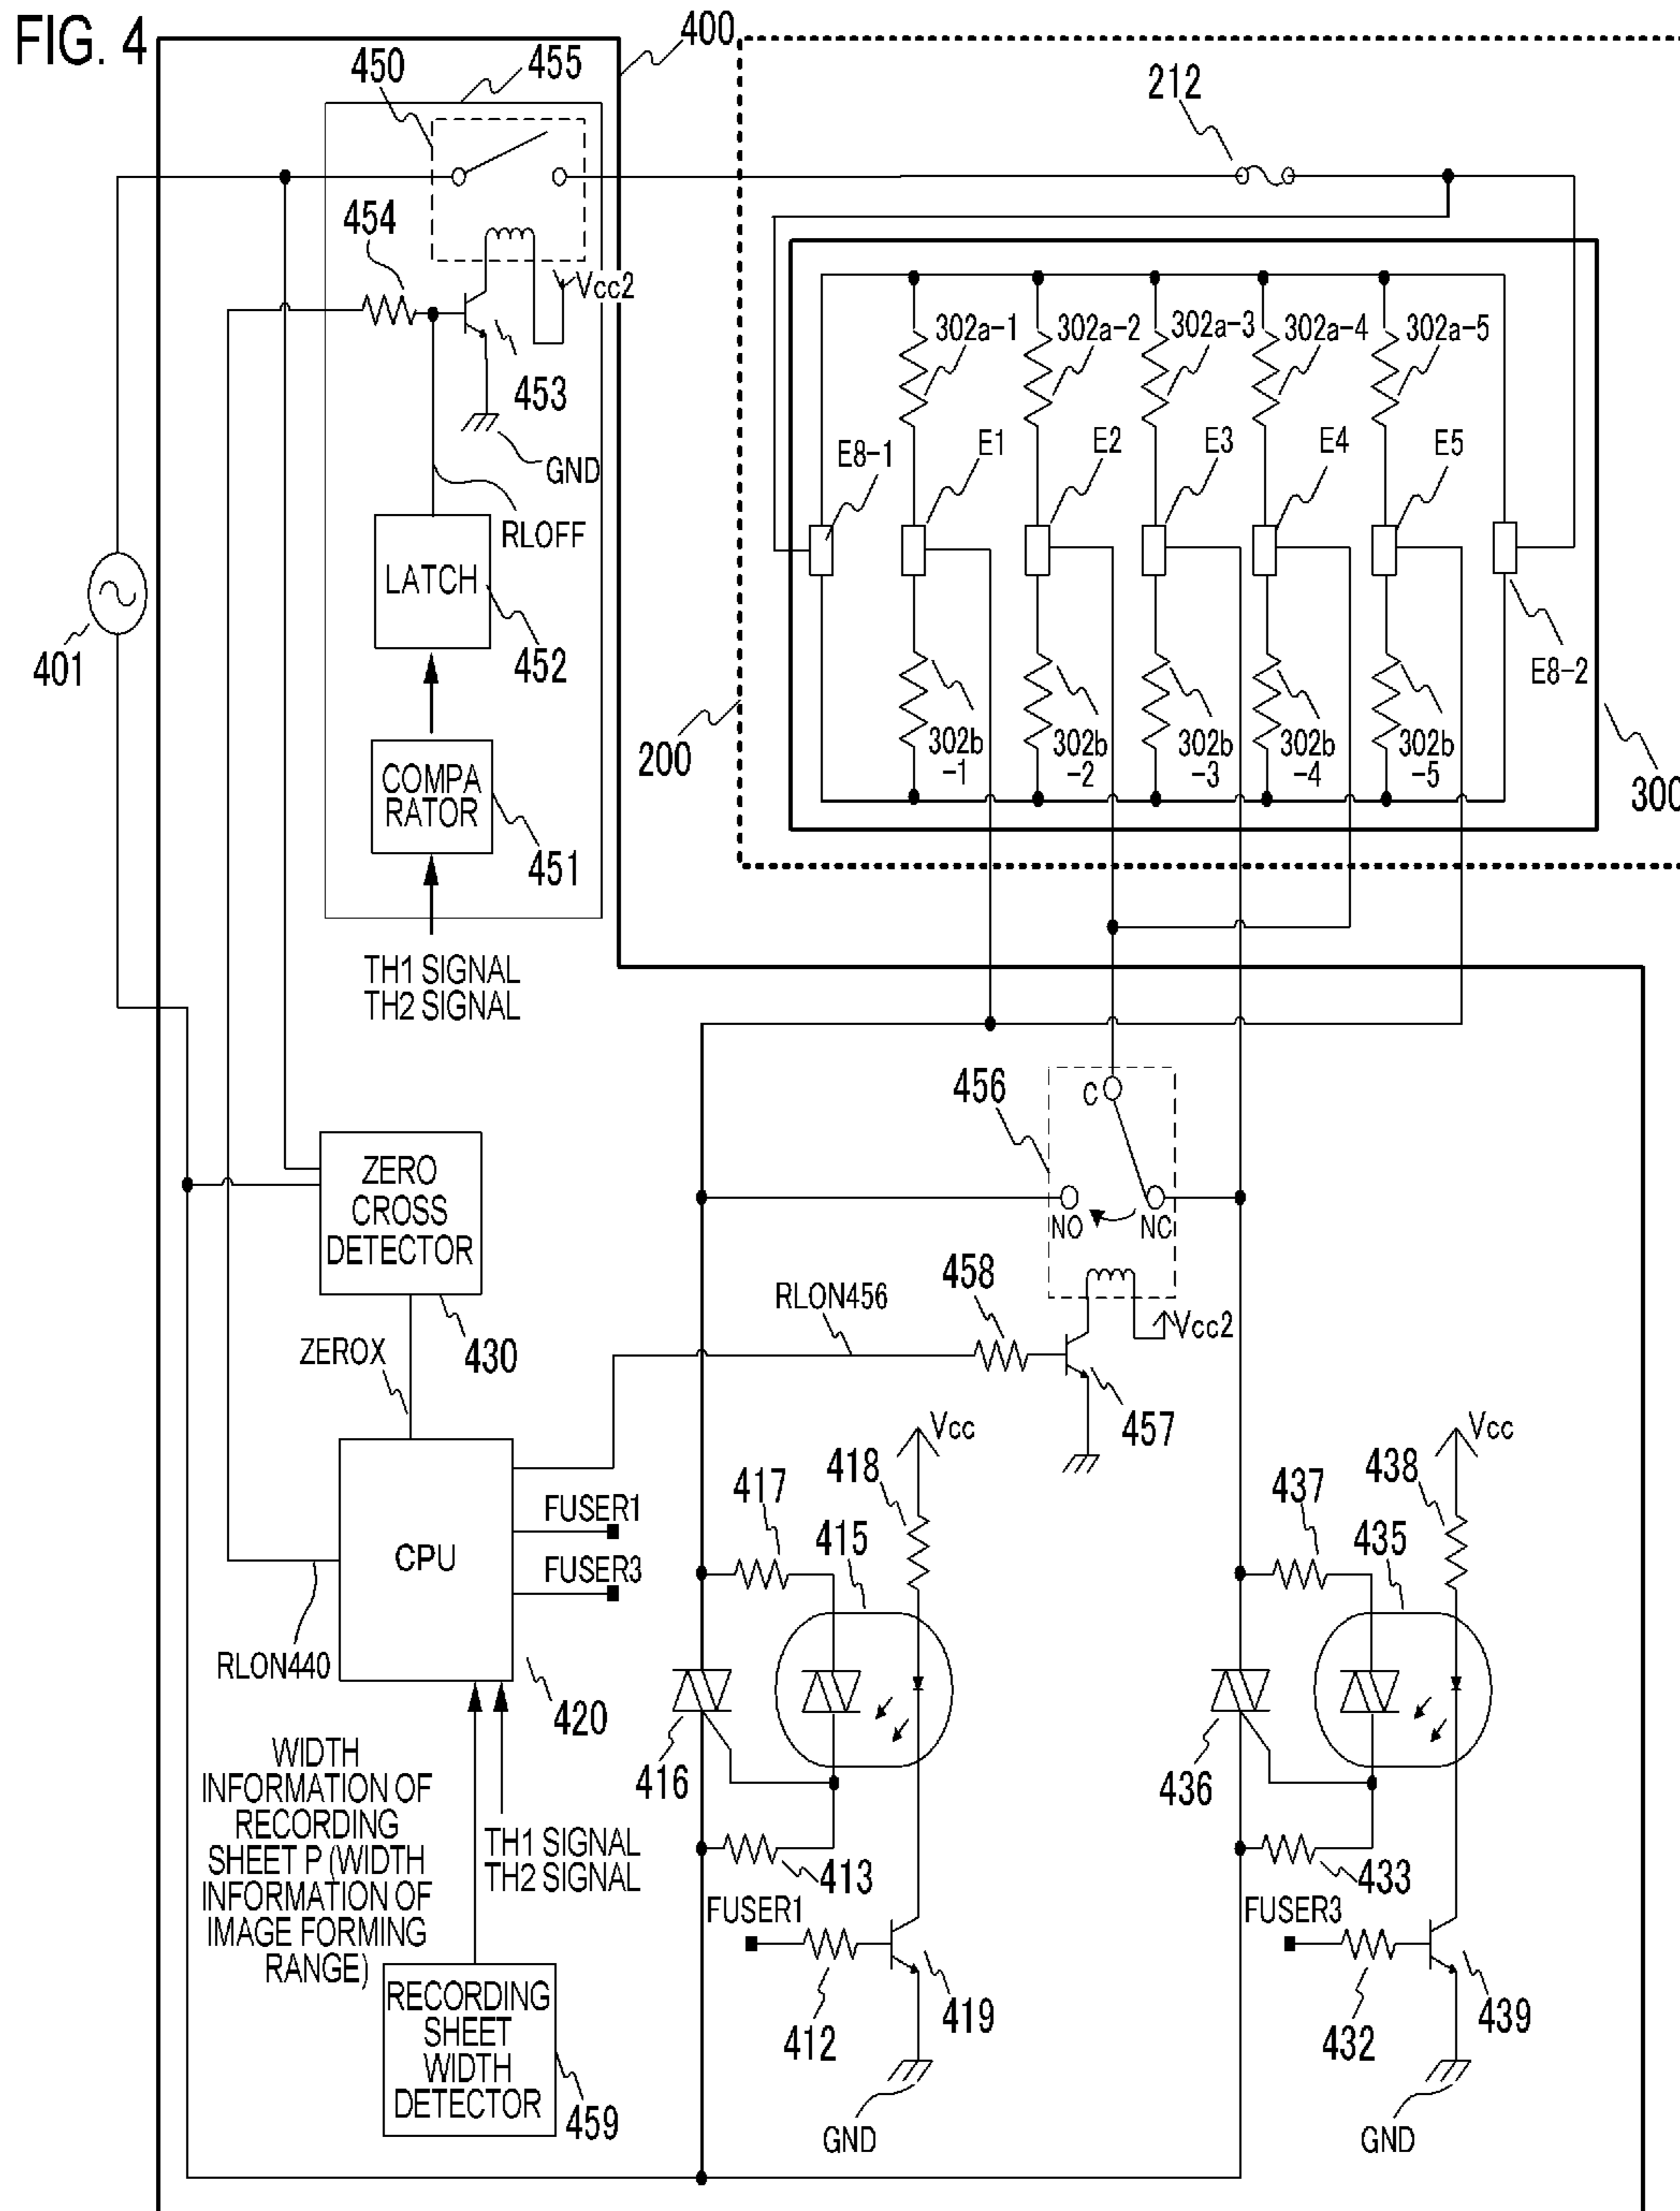 FIG. 4
400
450
455
212
454
Vcc2
453
GND
RLOFF
LATCH
452
401
COMPA
RATOR
451
TH1 SIGNAL
TH2 SIGNAL
302a-1
302a-2
302a-3
302a-4
302a-5
E8-1
E1
E2
E3
E4
E5
E8-2
200
302b
-1
302b
-2
302b
-3
302b
-4
302b
-5
300
456
C
NO
NC
ZERO
CROSS
DETECTOR
430
ZEROX
RLON456
458
Vcc2
457
CPU
FUSER1
FUSER3
RLON440
420
417
418
Vcc
415
416
413
FUSER1
412
419
GND
437
438
Vcc
435
436
433
FUSER3
432
439
GND
WIDTH
INFORMATION OF
RECORDING
SHEET P (WIDTH
INFORMATION OF
IMAGE FORMING
RANGE)
TH1 SIGNAL
TH2 SIGNAL
RECORDING
SHEET
WIDTH
DETECTOR
459